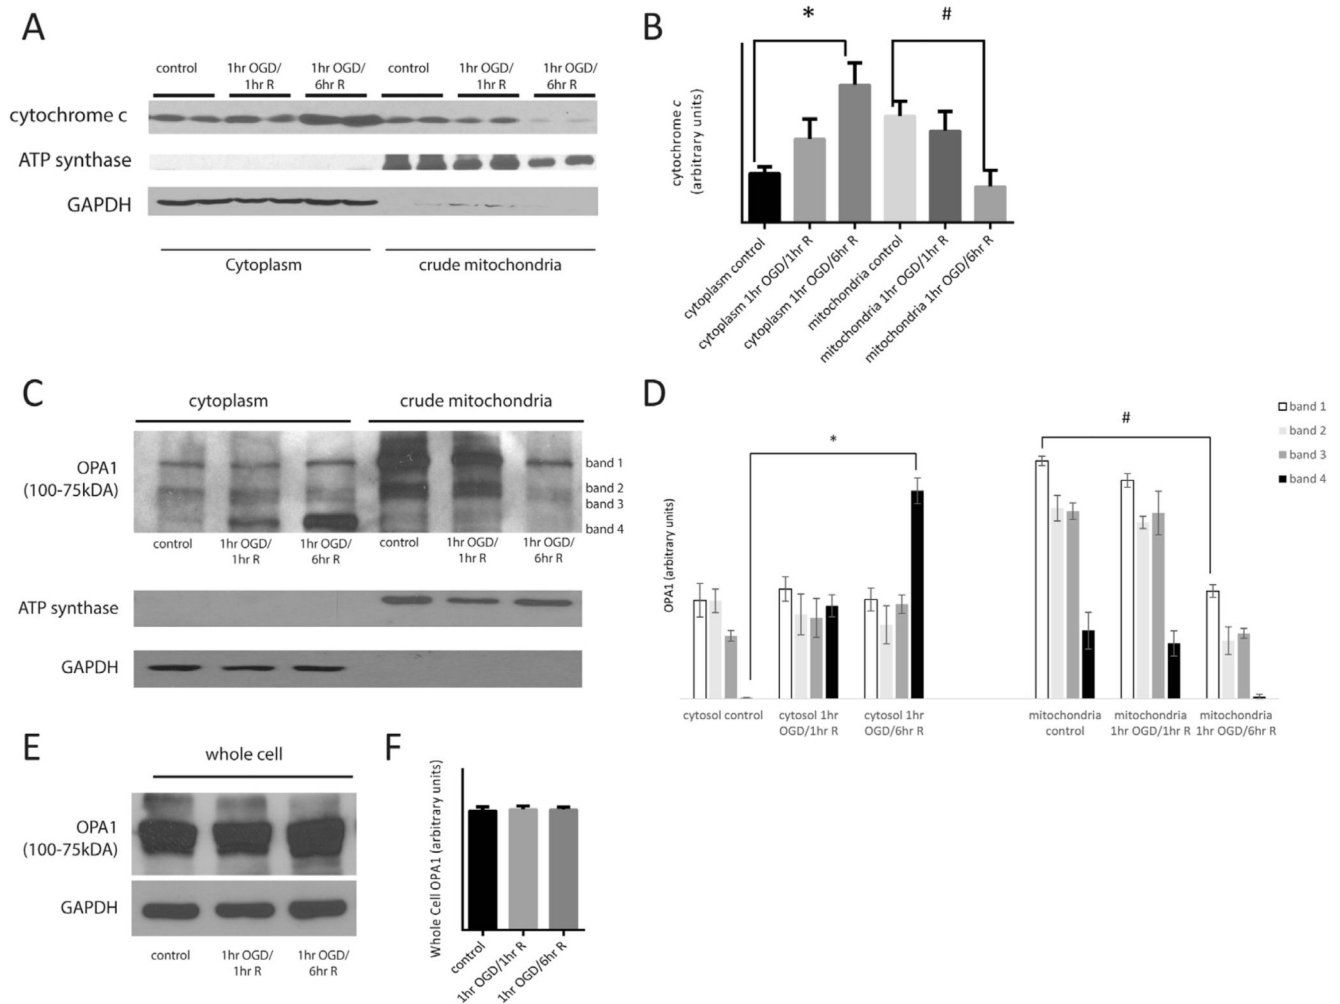 A
control
1hr OGD/
1hr R
1hr OGD/
6hr R
control
1hr OGD/
1hr R
1hr OGD/
6hr R
cytochrome c
ATP synthase
GAPDH
Cytoplasm
crude mitochondria
B
*
#
cytochrome c
(arbitrary units)
cytoplasm control
cytoplasm 1hr OGD/1hr R
cytoplasm 1hr OGD/6hr R
mitochondria control
mitochondria 1hr OGD/1hr R
mitochondria 1hr OGD/6hr R
C
cytoplasm
crude mitochondria
OPA1
(100-75kDA)
band 1
band 2
band 3
band 4
control
1hr OGD/
1hr R
1hr OGD/
6hr R
control
1hr OGD/
1hr R
1hr OGD/
6hr R
ATP synthase
GAPDH
D
band 1
band 2
band 3
band 4
*
#
OPA1 (arbitrary units)
cytosol control
cytosol 1hr
OGD/1hr R
cytosol 1hr
OGD/6hr R
mitochondria
control
mitochondria
1hr OGD/1hr R
mitochondria
1hr OGD/6hr R
E
whole cell
OPA1
(100-75kDA)
GAPDH
control
1hr OGD/
1hr R
1hr OGD/
6hr R
F
Whole Cell OPA1 (arbitrary units)
control
1hr OGD/1hr R
1hr OGD/6hr R